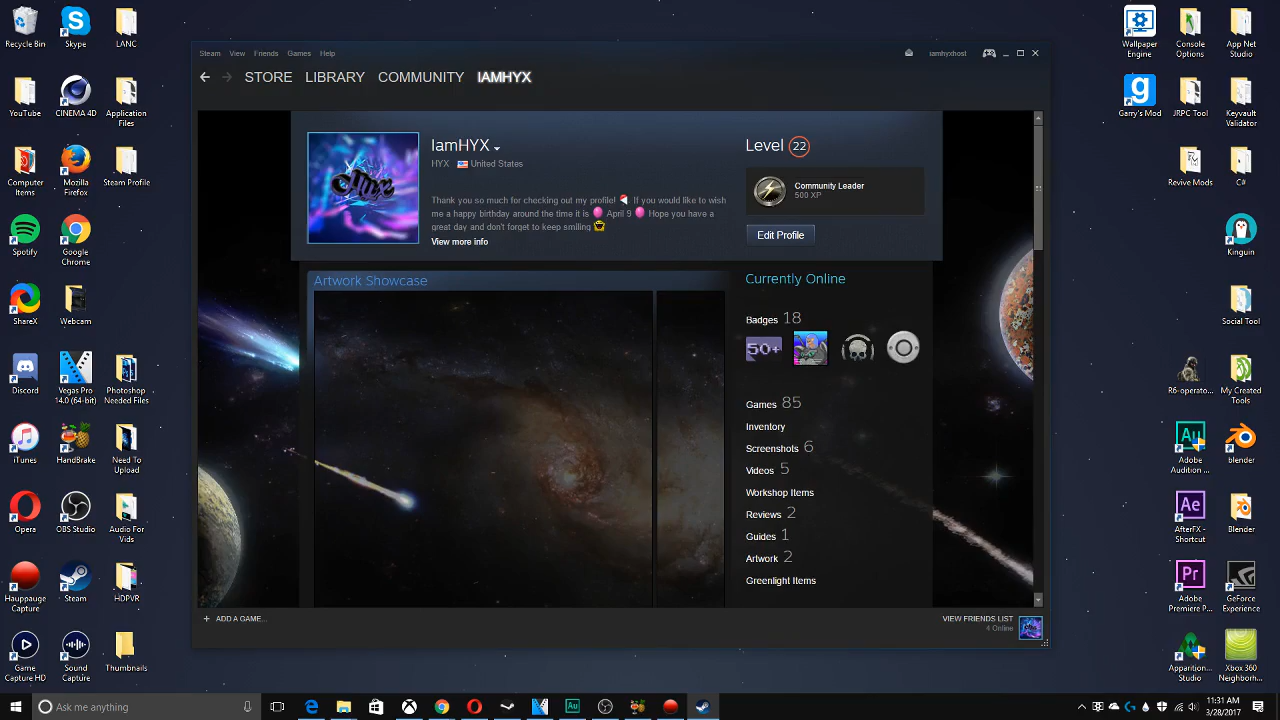 Recycle Bin
Skype
LANC
YouTube
CINEMA 4D
Application Files
Computer Items
Mozilla Firefox
Steam Profile
Spotify
Google Chrome
ShareX
Webcam
Discord
Vegas Pro 14.0 (64-bit)
Photoshop Needed Files
iTunes
HandBrake
Need To Upload
Opera
OBS Studio
Audio For Vids
Hauppauge Capture
Steam
HDPVR
Game Capture HD
Sound Capture
Thumbnails
Steam View Friends Games Help
iamhyxhost
STORE LIBRARY COMMUNITY IAMHYX
IamHYX
HYX United States
Thank you so much for checking out my profile! If you would like to wish
me a happy birthday around the time it is April 9 Hope you have a
great day and don't forget to keep smiling
View more info
Level 22
Community Leader
500 XP
Edit Profile
Artwork Showcase
Currently Online
Badges 18
50+
Games 85
Inventory
Screenshots 6
Videos 5
Workshop Items
Reviews 2
Guides 1
Artwork 2
Greenlight Items
+ ADD A GAME...
VIEW FRIENDS LIST
4 Online
Wallpaper Engine
Console Options
App Net Studio
Garry's Mod
JRPC Tool
Keyvault Validator
Revive Mods
C#
Kinguin
Social Tool
R6-operato...
My Created Tools
Au
Adobe Audition ...
blender
Ae
AfterFX - Shortcut
Blender
Pr
Adobe Premiere P...
GeForce Experience
Apparition Studio
Xbox 360 Neighborh...
Ask me anything
Au
11:31 AM
3/28/2017